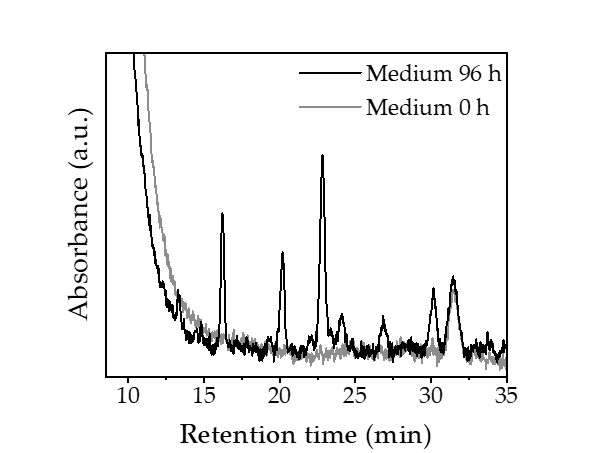 Medium 96 h
Medium 0 h
Absorbance (a.u.)
10 15 20 25 30 35
Retention time (min)